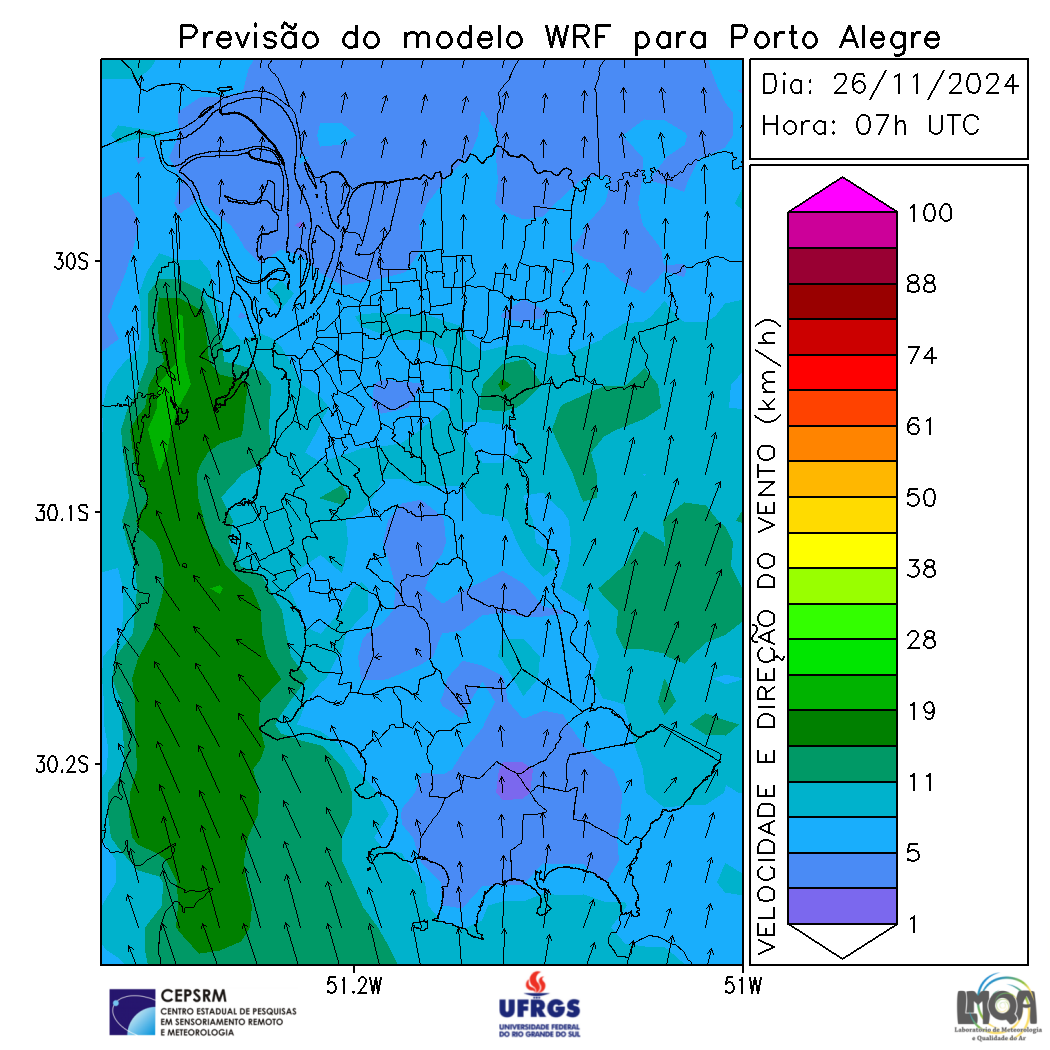 Previsão do modelo WRF para Porto Alegre
Dia: 26/11/2024
Hora: 07h UTC
30S
30.1S
30.2S
51.2W
51W
VELOCIDADE E DIREÇÃO DO VENTO (km/h)
100
88
74
61
50
38
28
19
11
5
1
CEPSRM
CENTRO ESTADUAL DE PESQUISAS
EM SENSORIAMENTO REMOTO
E METEOROLOGIA
UFRGS
UNIVERSIDADE FEDERAL
DO RIO GRANDE DO SUL
LMQA
Laboratório de Meteorologia
e Qualidade do Ar